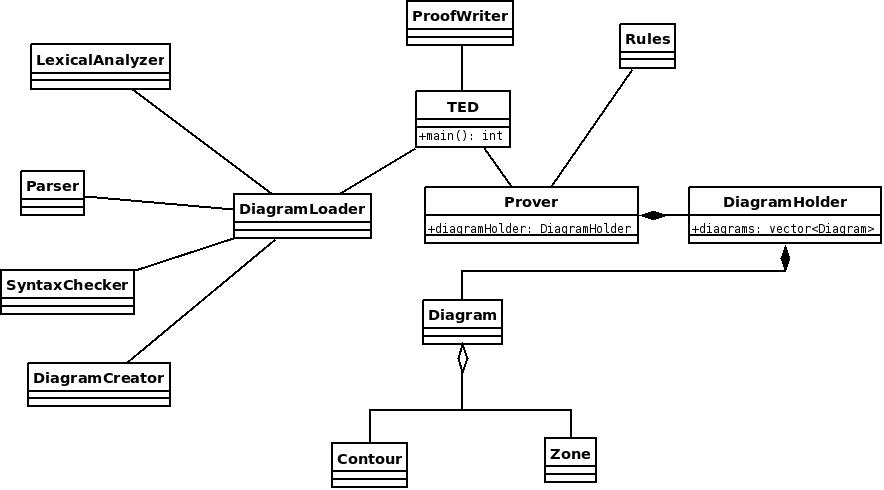 ProofWriter
Rules
LexicalAnalyzer
TED
+main(): int
Parser
DiagramLoader
Prover
+diagramHolder: DiagramHolder
DiagramHolder
+diagrams: vector<Diagram>
SyntaxChecker
Diagram
DiagramCreator
Contour
Zone